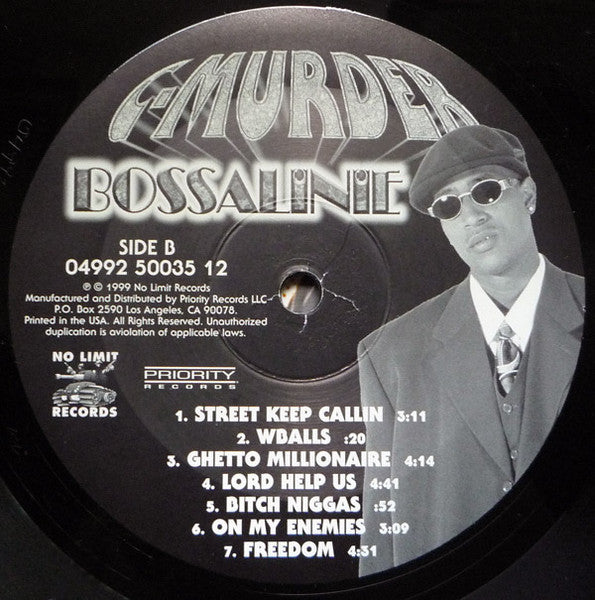 C-MURDER
BOSSALINIE
SIDE B
04992 50035 12
℗ © 1999 No Limit Records
Manufactured and Distributed by Priority Records LLC
P.O. Box 2590 Los Angeles, CA 90078.
Printed in the USA. All Rights Reserved. Unauthorized
duplication is aviolation of applicable laws.
NO LIMIT
RECORDS
PRIORITY
RECORDS
1. STREET KEEP CALLIN 3:11
2. WBALLS :20
3. GHETTO MILLIONAIRE 4:14
4. LORD HELP US 4:41
5. BITCH NIGGAS :52
6. ON MY ENEMIES 3:09
7. FREEDOM 4:31